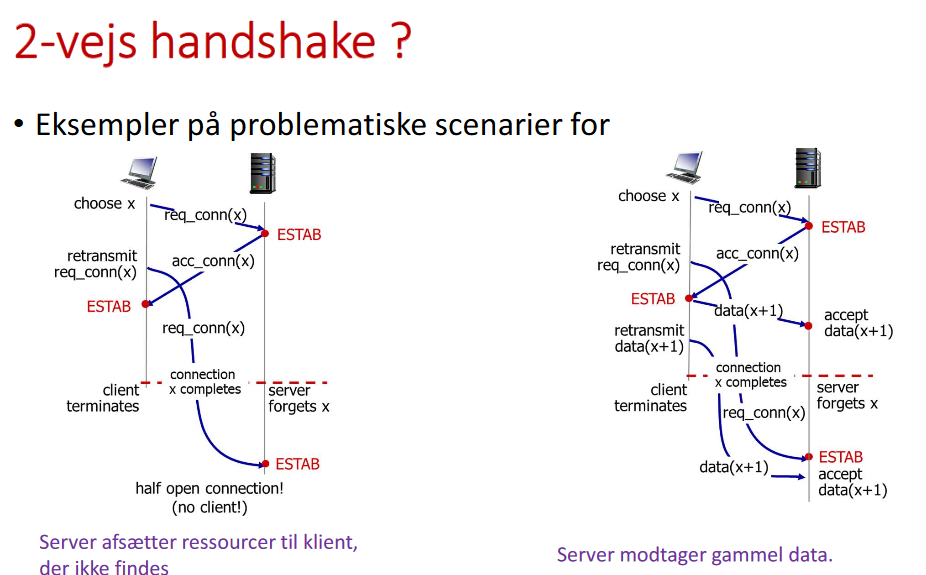 2-vejs handshake ?
• Eksempler på problematiske scenarier for
choose x
req_conn(x)
ESTAB
retransmit
req_conn(x)
acc_conn(x)
ESTAB
req_conn(x)
connection
x completes
client
terminates
server
forgets x
ESTAB
half open connection!
(no client!)
Server afsætter ressourcer til klient,
der ikke findes
choose x
req_conn(x)
ESTAB
retransmit
req_conn(x)
acc_conn(x)
ESTAB
data(x+1)
accept
data(x+1)
retransmit
data(x+1)
connection
x completes
client
terminates
server
forgets x
req_conn(x)
ESTAB
data(x+1)
accept
data(x+1)
Server modtager gammel data.